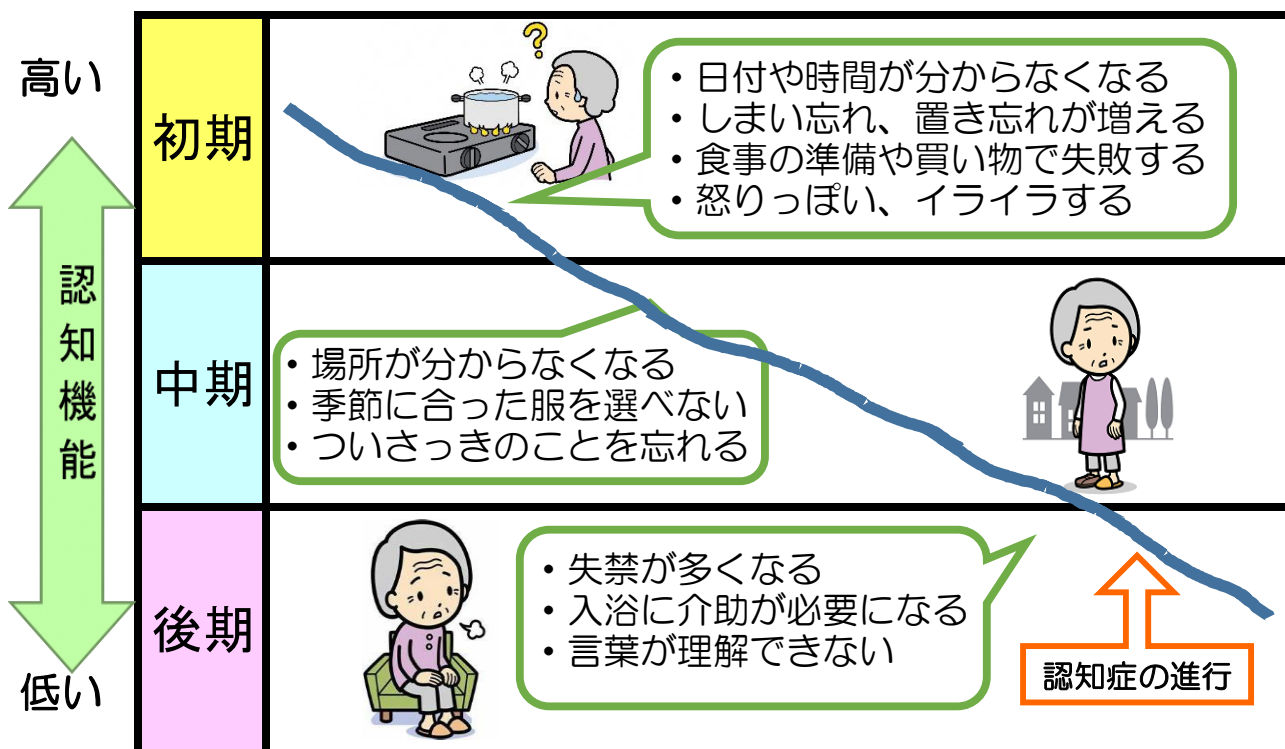 高い
認知機能
低い
初期
?
・日付や時間が分からなくなる
・しまい忘れ、置き忘れが増える
・食事の準備や買い物で失敗する
・怒りっぽい、イライラする
中期
・場所が分からなくなる
・季節に合った服を選べない
・ついさっきのことを忘れる
後期
・失禁が多くなる
・入浴に介助が必要になる
・言葉が理解できない
認知症の進行